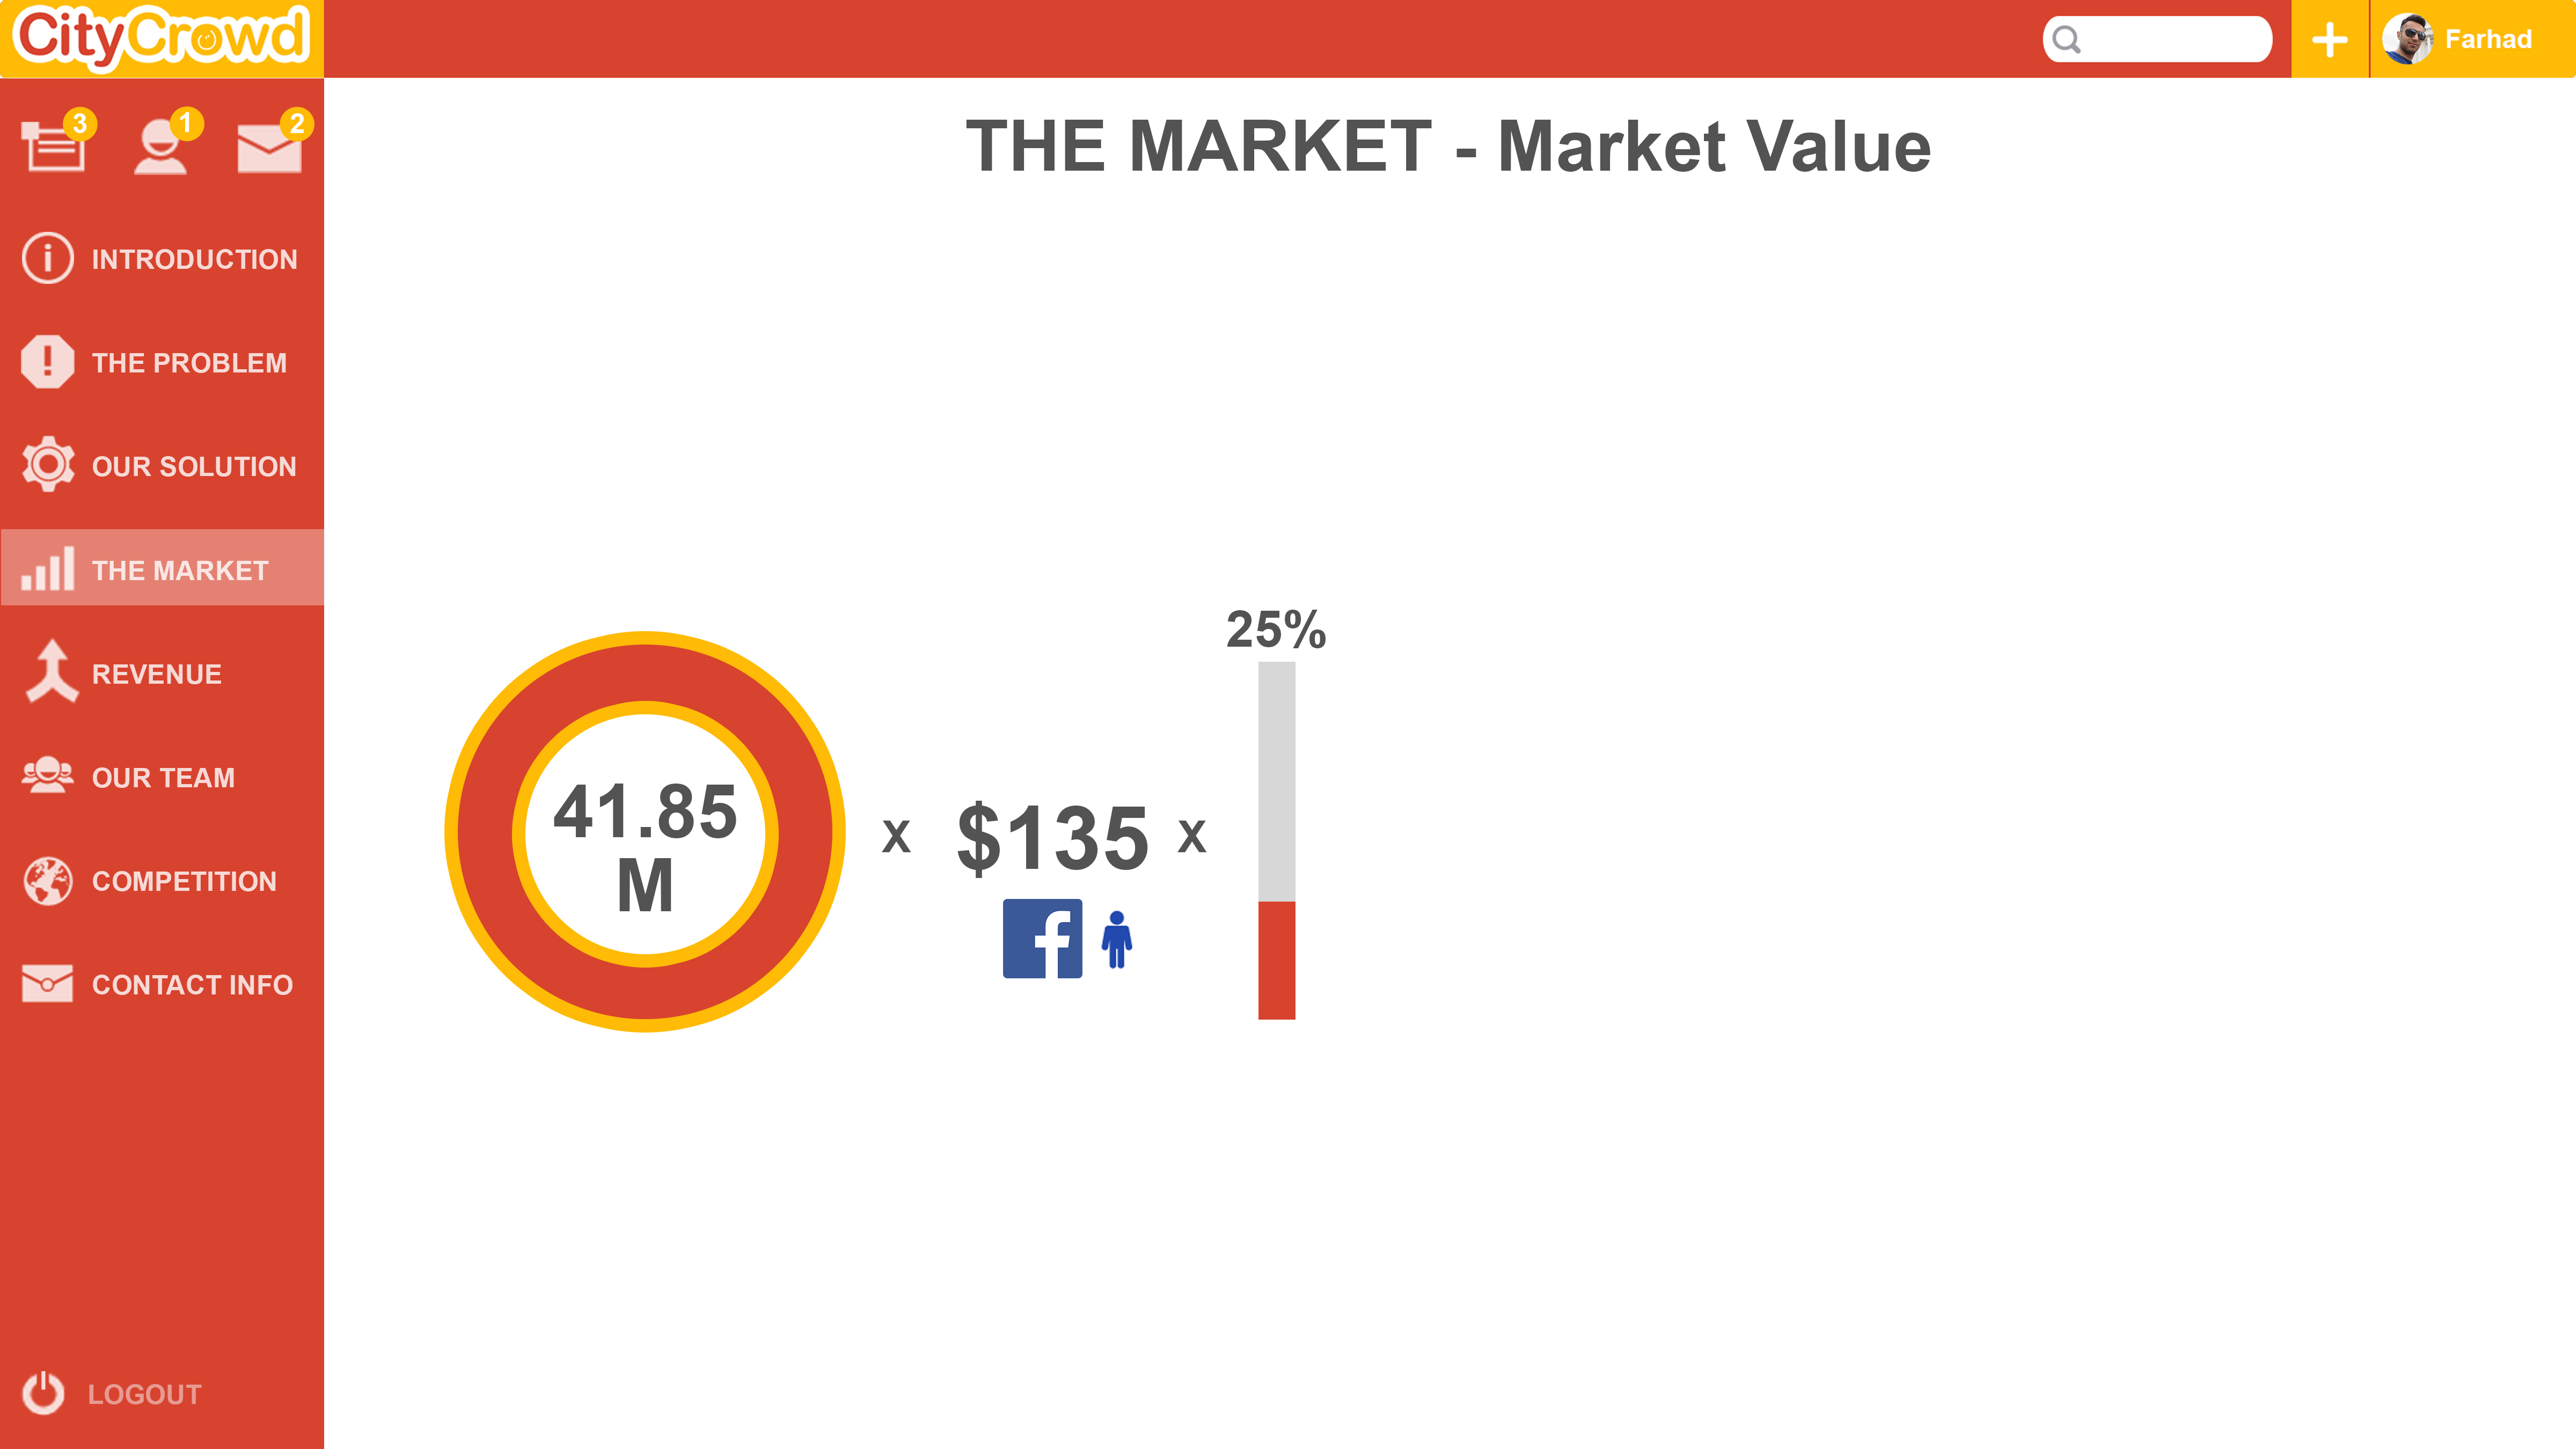 CityCrowd
Farhad
3
1
2
THE MARKET - Market Value
INTRODUCTION
THE PROBLEM
OUR SOLUTION
THE MARKET
REVENUE
OUR TEAM
COMPETITION
CONTACT INFO
LOGOUT
25%
41.85
M
x
$135
x
f